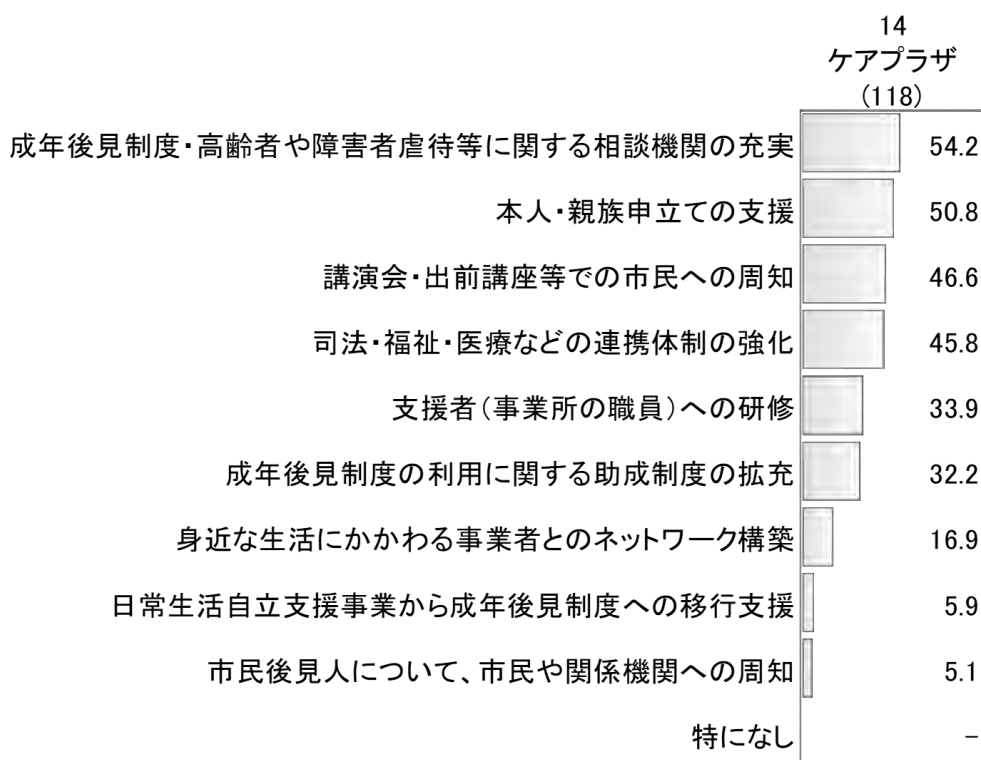 14
ケアプラザ
(118)
成年後見制度・高齢者や障害者虐待等に関する相談機関の充実 54.2
本人・親族申立ての支援 50.8
講演会・出前講座等での市民への周知 46.6
司法・福祉・医療などの連携体制の強化 45.8
支援者(事業所の職員)への研修 33.9
成年後見制度の利用に関する助成制度の拡充 32.2
身近な生活にかかわる事業者とのネットワーク構築 16.9
日常生活自立支援事業から成年後見制度への移行支援 5.9
市民後見人について、市民や関係機関への周知 5.1
特になし -